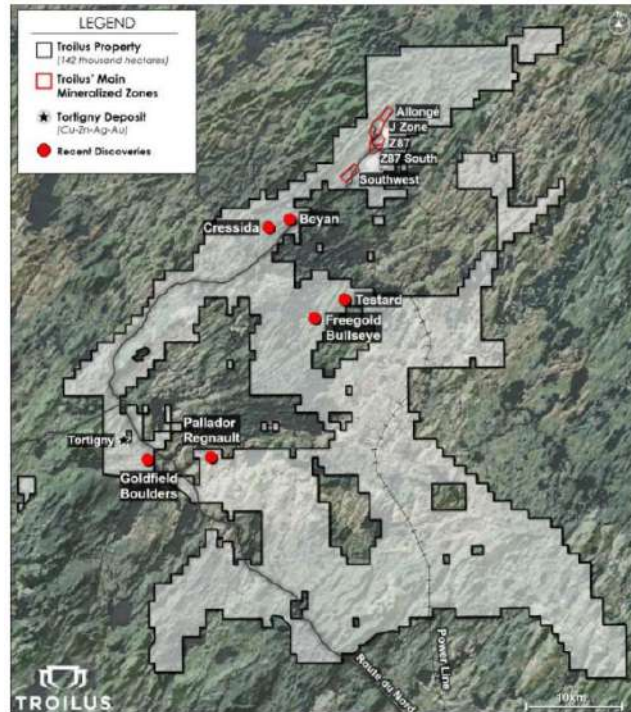 LEGEND
Troilus Property
(142 thousand hectares)
Troilus' Main
Mineralized Zones
Tortigny Deposit
(Cu-Zn-Ag-Au)
Recent Discoveries
Allongé
J Zone
Z87
Z87 South
Southwest
Cressida
Beyan
Testard
Freegold
Bullseye
Tortigny
Pallador
Regnault
Goldfield
Boulders
Route du Nord
Power Line
10km
TROILUS